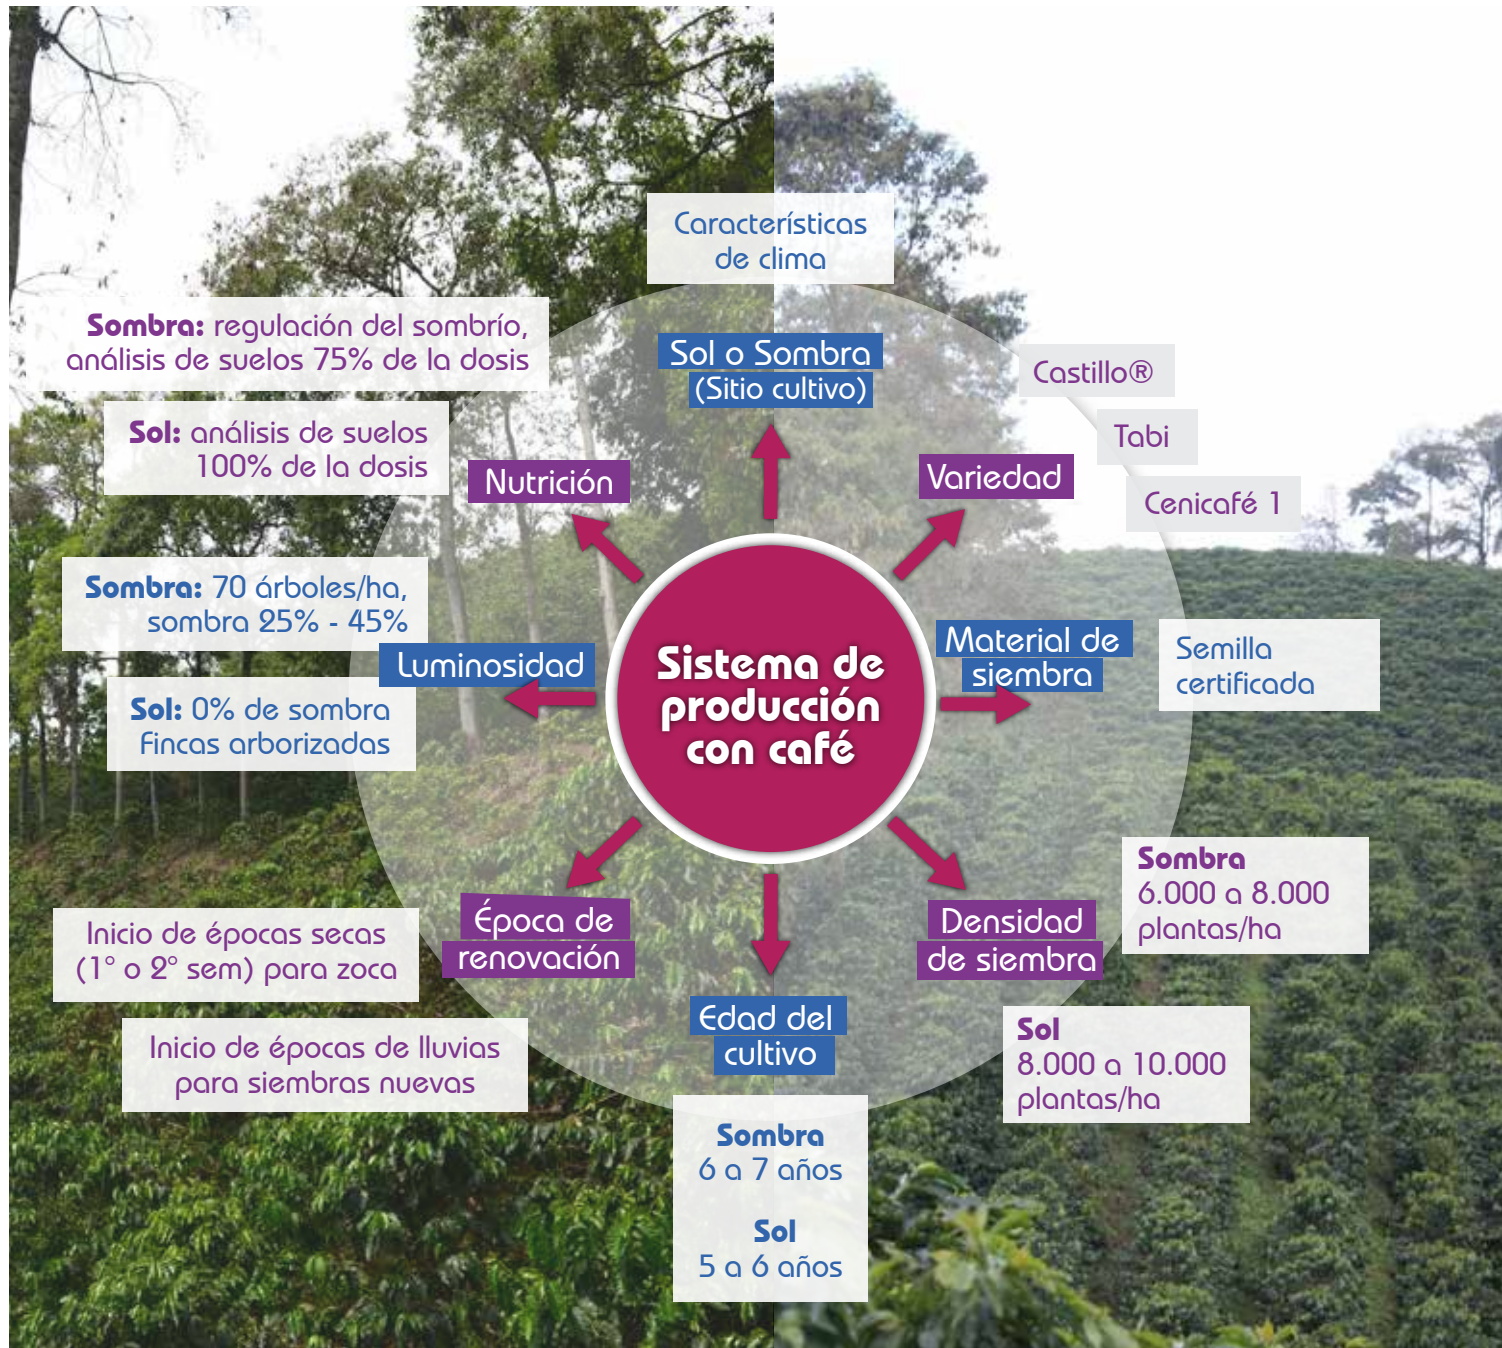 Características
de clima
Sol o Sombra
(Sitio cultivo)
Sombra: regulación del sombrío,
análisis de suelos 75% de la dosis
Sol: análisis de suelos
100% de la dosis
Nutrición
Castillo®
Tabi
Cenicafé 1
Variedad
Sombra: 70 árboles/ha,
sombra 25% - 45%
Luminosidad
Sol: 0% de sombra
Fincas arborizadas
Sistema de
producción
con café
Material de
siembra
Semilla
certificada
Época de
renovación
Inicio de épocas secas
(1° o 2° sem) para zoca
Inicio de épocas de lluvias
para siembras nuevas
Edad del
cultivo
Sombra
6 a 7 años
Sol
5 a 6 años
Densidad
de siembra
Sombra
6.000 a 8.000
plantas/ha
Sol
8.000 a 10.000
plantas/ha